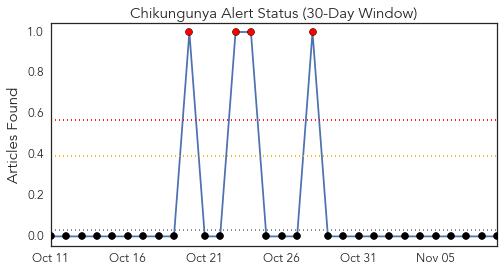 Chikungunya Alert Status (30-Day Window)
Articles Found
1.0
0.8
0.6
0.4
0.2
0.0
Oct 11
Oct 16
Oct 21
Oct 26
Oct 31
Nov 05